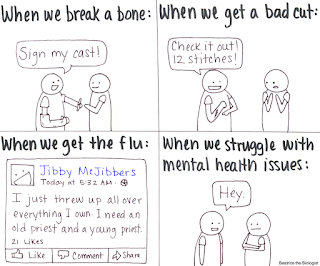 When we break a bone:
Sign my cast!
When we get a bad cut:
Check it out!
12 stitches!
When we get the flu:
Jibby McJibbers
Today at 5:32 AM
I just threw up all over
everything I own. I need an
old priest and a young priest.
21 Likes
Like Comment Share
When we struggle with
mental health issues:
Hey.
Beatrice the Biologist